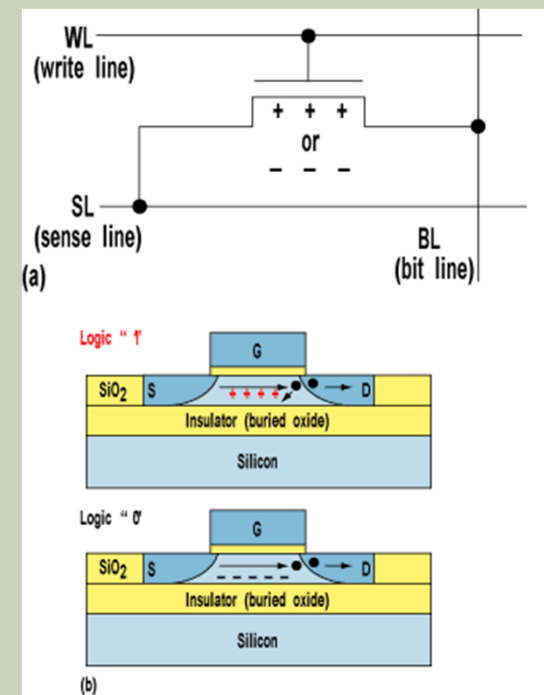 WL
(write line)
+ + +
or
− − −
SL
(sense line)
BL
(bit line)
(a)
Logic “ 1'
G
SiO₂ S + + + + D
Insulator (buried oxide)
Silicon
Logic “ 0'
G
SiO₂ S − − − − − − D
Insulator (buried oxide)
Silicon
(b)